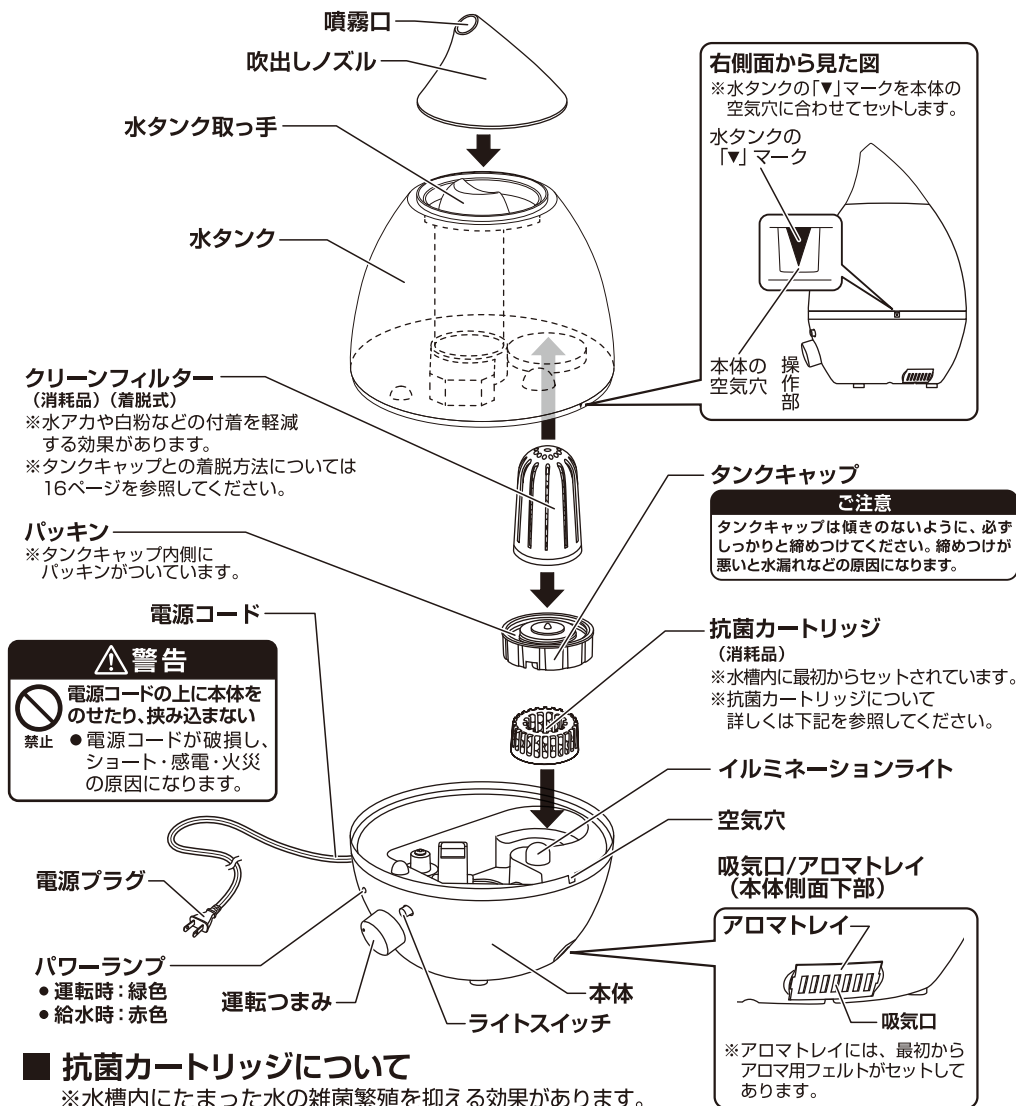 噴霧口
吹出しノズル
水タンク取っ手
水タンク
右側面から見た図
※水タンクの「▼」マークを本体の
空気穴に合わせてセットします。
水タンクの
「▼」マーク
本体の
空気穴
操作部
クリーンフィルター
（消耗品）（着脱式）
※水アカや白粉などの付着を軽減
する効果があります。
※タンクキャップとの着脱方法については
16ページを参照してください。
パッキン
※タンクキャップ内側に
パッキンがついています。
タンクキャップ
ご注意
タンクキャップは傾きのないように、必ず
しっかりと締めつけてください。締めつけが
悪いと水漏れなどの原因になります。
電源コード
警告
禁止
電源コードの上に本体を
のせたり、挟み込まない
●電源コードが破損し、
ショート・感電・火災
の原因になります。
抗菌カートリッジ
（消耗品）
※水槽内に最初からセットされています。
※抗菌カートリッジについて
詳しくは下記を参照してください。
イルミネーションライト
空気穴
電源プラグ
吸気口/アロマトレイ
（本体側面下部）
アロマトレイ
吸気口
※アロマトレイには、最初から
アロマ用フェルトがセットして
あります。
パワーランプ
●運転時：緑色
●給水時：赤色
運転つまみ
ライトスイッチ
本体
■ 抗菌カートリッジについて
※水槽内にたまった水の雑菌繁殖を抑える効果があります。